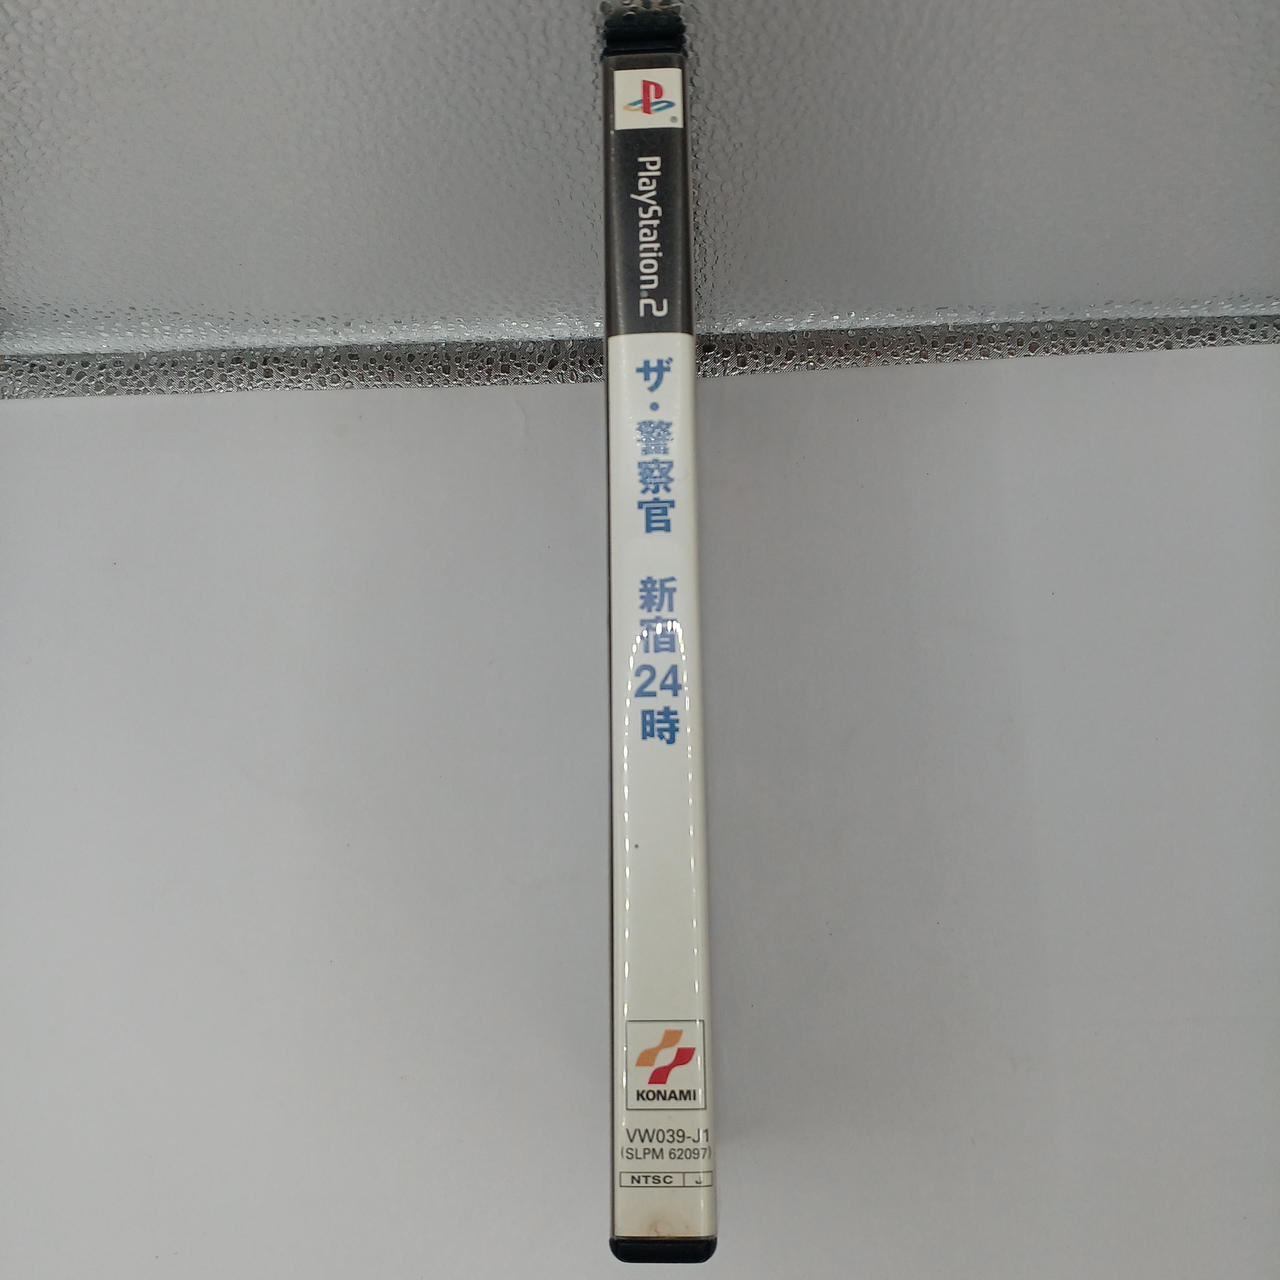 PlayStation.2
ザ・警察官 新宿24時
KONAMI
VW039-J1
(SLPM 62097)
NTSC J